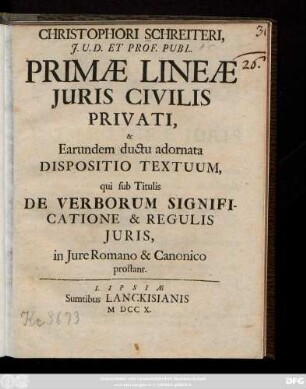 CHRISTOPHORI SCHREITERI,
J. U. D. ET PROF. PUBL.
PRIMÆ LINEÆ
JURIS CIVILIS
PRIVATI,
&
Earundem ductu adornata
DISPOSITIO TEXTUUM,
qui sub Titulis
DE VERBORUM SIGNIFI-
CATIONE & REGULIS
JURIS,
in Jure Romano & Canonico
prostant.
LIPSIÆ
Sumtibus LANCKISIANIS
M DCC X.